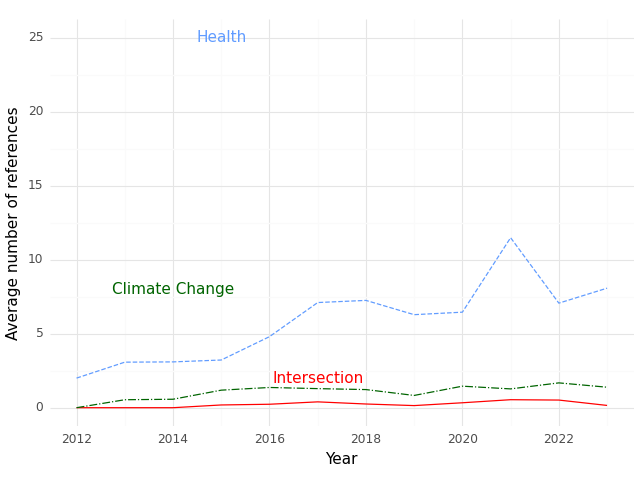 Health
Climate Change
Intersection
Average number of references
25
20
15
10
5
0
2012 2014 2016 2018 2020 2022
Year